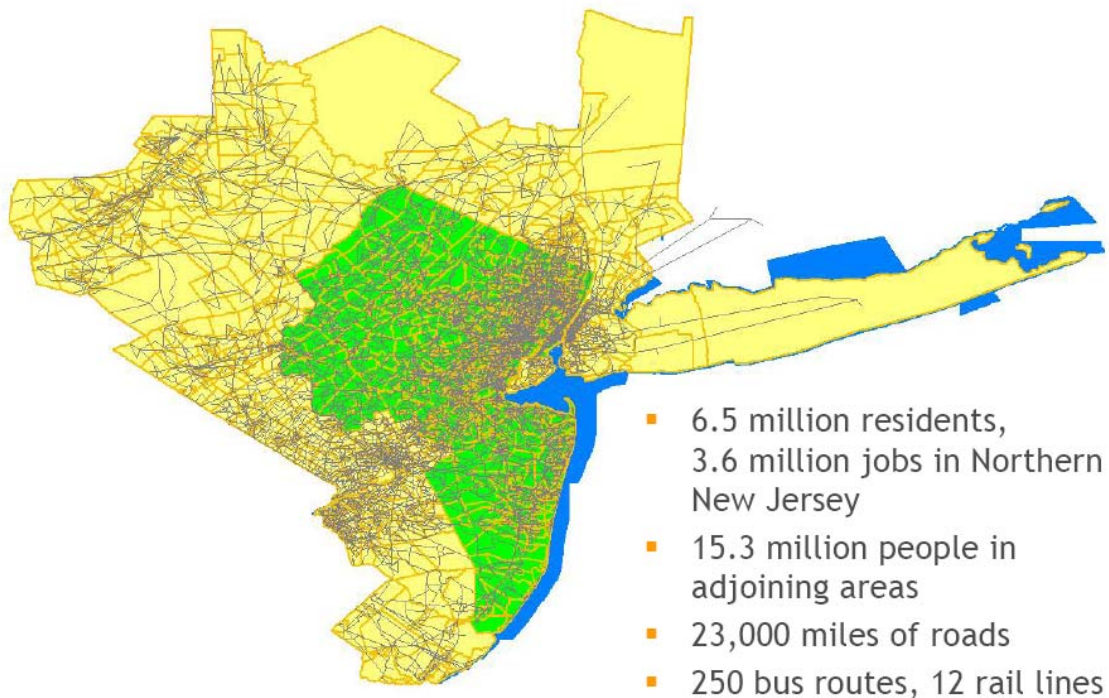 ▪ 6.5 million residents,
3.6 million jobs in Northern
New Jersey
▪ 15.3 million people in
adjoining areas
▪ 23,000 miles of roads
▪ 250 bus routes, 12 rail lines